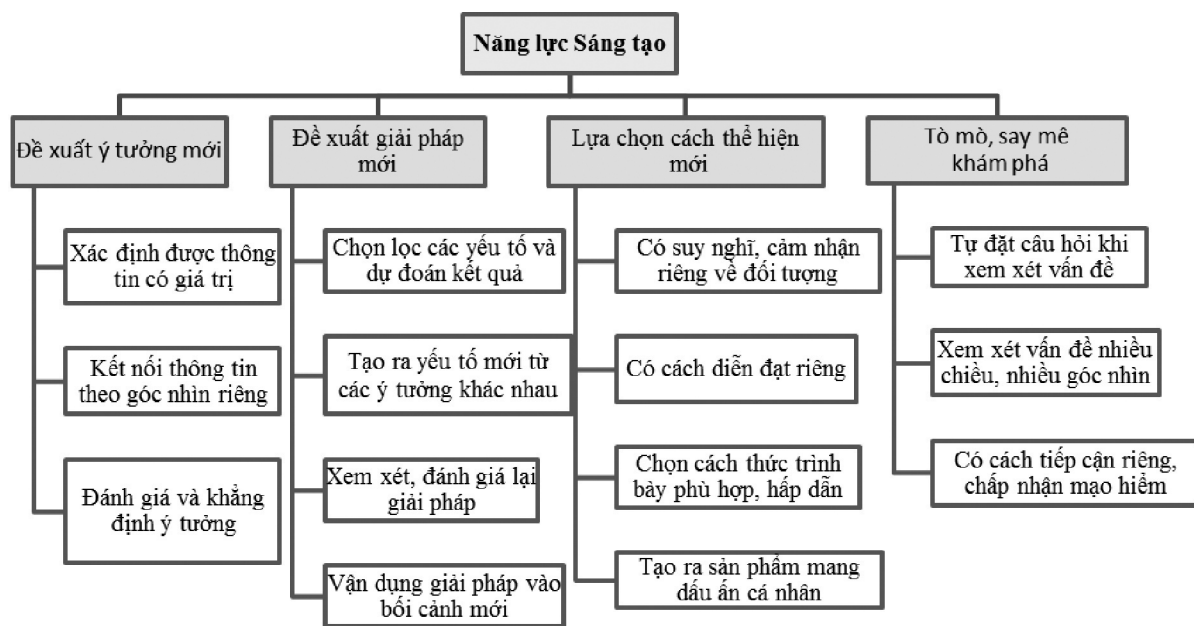 Năng lực Sáng tạo
Đề xuất ý tưởng mới
Xác định được thông
tin có giá trị
Kết nối thông tin
theo góc nhìn riêng
Đánh giá và khẳng
định ý tưởng
Đề xuất giải pháp
mới
Chọn lọc các yếu tố và
dự đoán kết quả
Tạo ra yếu tố mới từ
các ý tưởng khác nhau
Xem xét, đánh giá lại
giải pháp
Vận dụng giải pháp vào
bối cảnh mới
Lựa chọn cách thể hiện
mới
Có suy nghĩ, cảm nhận
riêng về đối tượng
Có cách diễn đạt riêng
Chọn cách thức trình
bày phù hợp, hấp dẫn
Tạo ra sản phẩm mang
dấu ấn cá nhân
Tò mò, say mê
khám phá
Tự đặt câu hỏi khi
xem xét vấn đề
Xem xét vấn đề nhiều
chiều, nhiều góc nhìn
Có cách tiếp cận riêng,
chấp nhận mạo hiểm